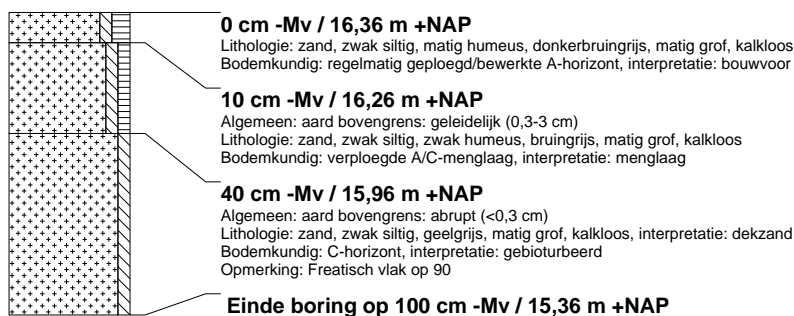 0 cm -Mv / 16,36 m +NAP
Lithologie: zand, zwak siltig, matig humeus, donkerbruingrijs, matig grof, kalkloos
Bodemkundig: regelmatig geploegd/bewerkte A-horizont, interpretatie: bouwvoor
10 cm -Mv / 16,26 m +NAP
Algemeen: aard bovengrens: geleidelijk (0,3-3 cm)
Lithologie: zand, zwak siltig, zwak humeus, bruingrijs, matig grof, kalkloos
Bodemkundig: verploegde A/C-menglaag, interpretatie: menglaag
40 cm -Mv / 15,96 m +NAP
Algemeen: aard bovengrens: abrupt (<0,3 cm)
Lithologie: zand, zwak siltig, geelgrijs, matig grof, kalkloos, interpretatie: dekzand
Bodemkundig: C-horizont, interpretatie: gebioturbeerd
Opmerking: Freatisch vlak op 90
Einde boring op 100 cm -Mv / 15,36 m +NAP